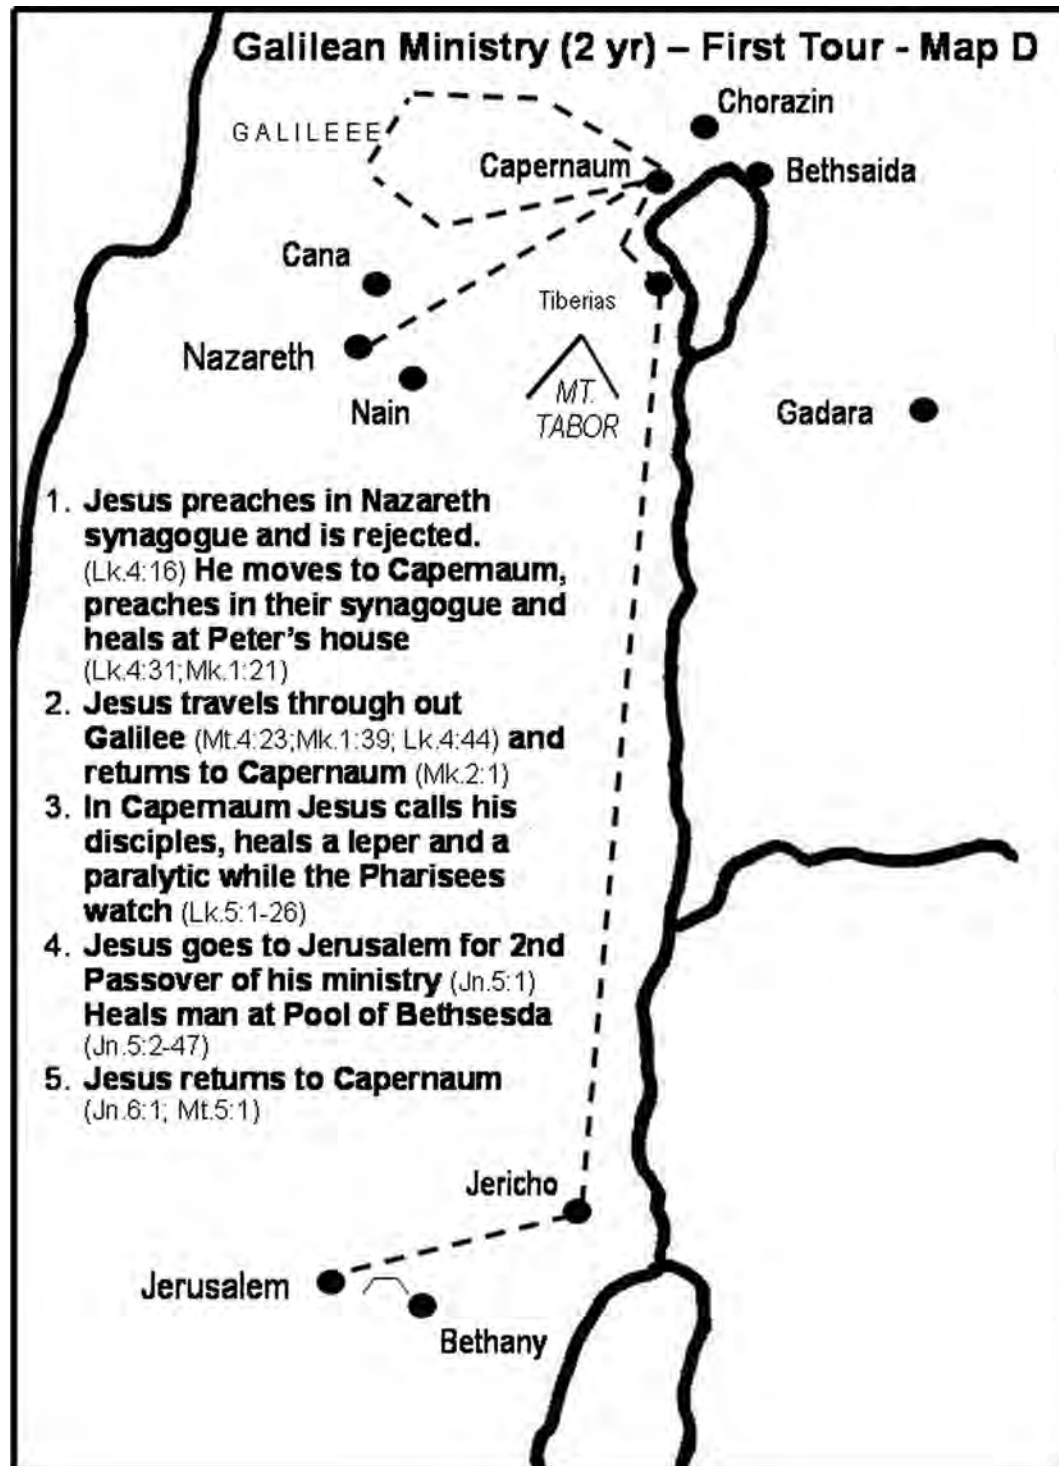 Galilean Ministry (2 yr) – First Tour - Map D
Chorazin
GALILEEE
Capernaum
Bethsaida
Cana
Tiberias
Nazareth
MT.
TABOR
Nain
Gadara
1. Jesus preaches in Nazareth
synagogue and is rejected.
(Lk.4:16) He moves to Capernaum,
preaches in their synagogue and
heals at Peter's house
(Lk.4:31;Mk.1:21)
2. Jesus travels through out
Galilee (Mt.4:23;Mk.1:39; Lk.4:44) and
returns to Capernaum (Mk.2:1)
3. In Capernaum Jesus calls his
disciples, heals a leper and a
paralytic while the Pharisees
watch (Lk.5:1-26)
4. Jesus goes to Jerusalem for 2nd
Passover of his ministry (Jn.5:1)
Heals man at Pool of Bethsesda
(Jn.5:2-47)
5. Jesus returns to Capernaum
(Jn.6:1; Mt.5:1)
Jericho
Jerusalem
Bethany